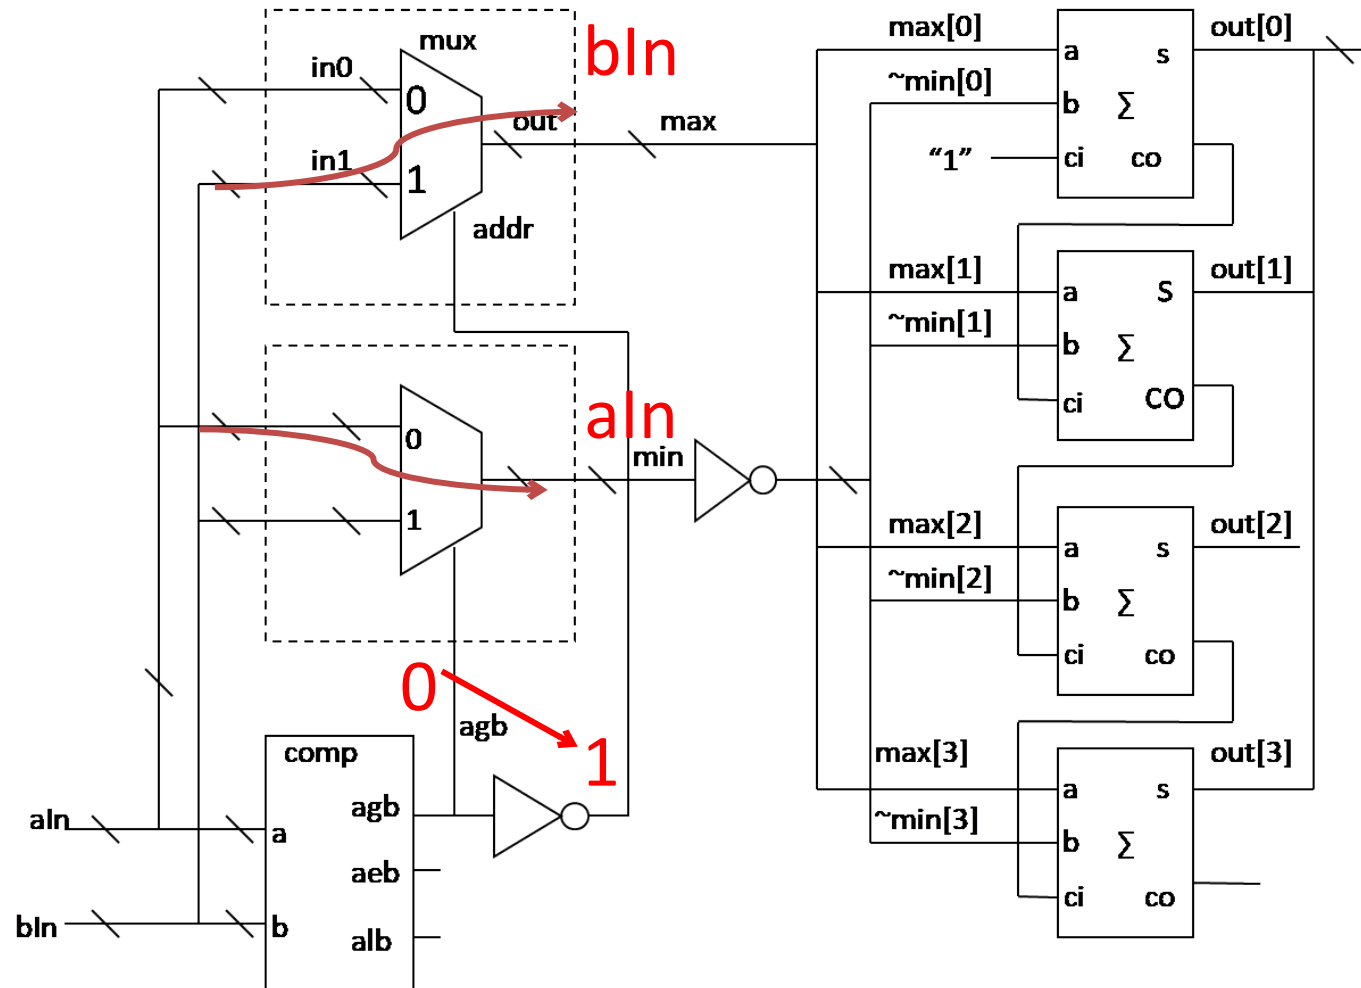 mux
bIn
in0
0
out
max
in1
1
addr
aIn
0
min
1
0
agb
1
comp
aIn
a
agb
aeb
bIn
b
alb
max[0]
a
s
out[0]
~min[0]
b
∑
“1”
ci
co
max[1]
a
S
out[1]
~min[1]
b
∑
ci
CO
max[2]
a
s
out[2]
~min[2]
b
∑
ci
co
max[3]
a
s
out[3]
~min[3]
b
∑
ci
co